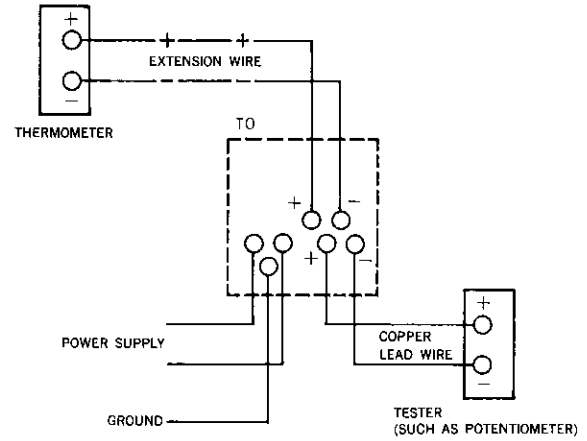 +
EXTENSION WIRE
−
THERMOMETER
TO
+ −
+ −
POWER SUPPLY
GROUND
COPPER
LEAD WIRE
+
−
TESTER
(SUCH AS POTENTIOMETER)